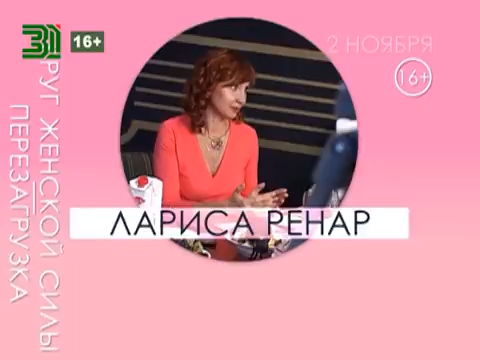 31
16+
2 НОЯБРЯ
16+
РУГ ЖЕНСКОЙ СИЛЫ
ПЕРЕЗАГРУЗКА
ЛАРИСА РЕНАР